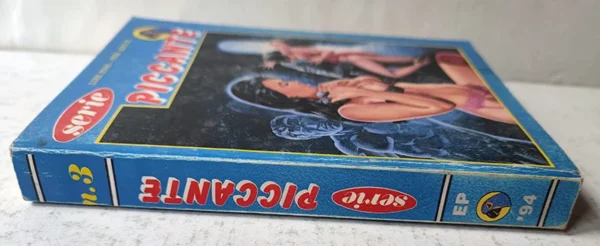 serie
PICCANTE
n.3
PICCANTE
serie
EP
'94